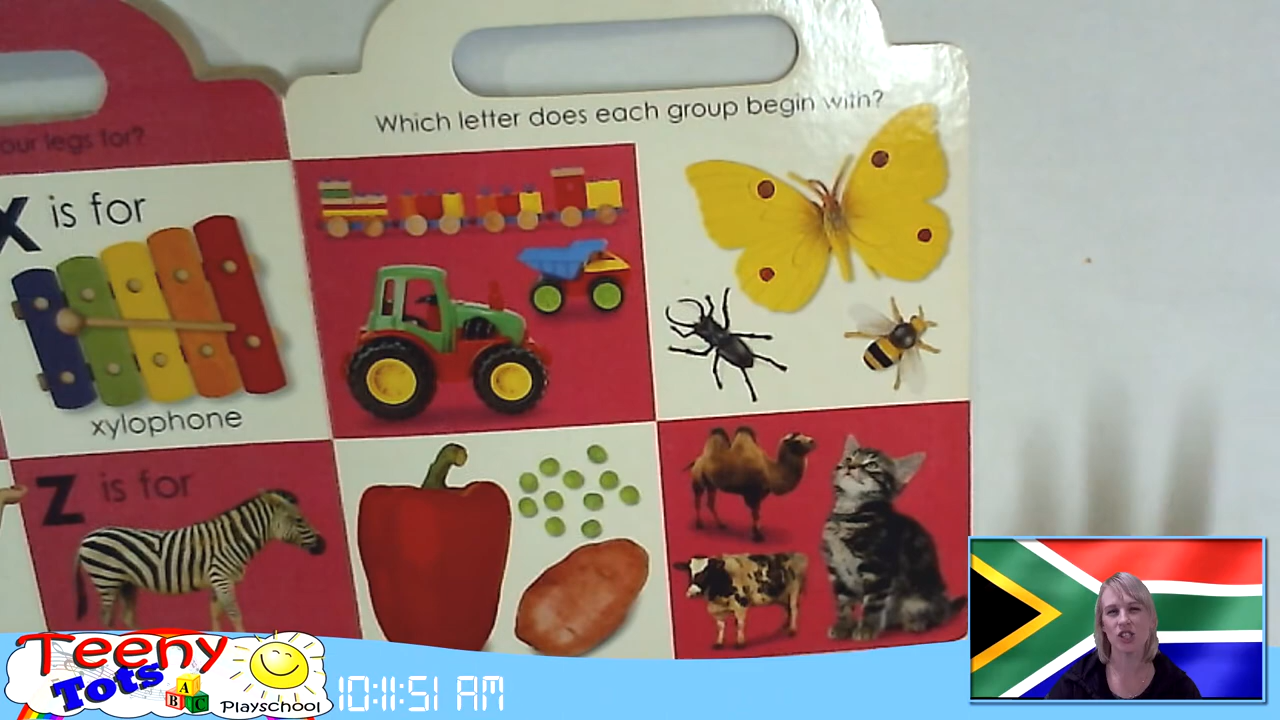 our legs for?
Which letter does each group begin with?
X is for
xylophone
Z is for
Teeny
Tots
A
B C
Playschool
10:11:51 AM